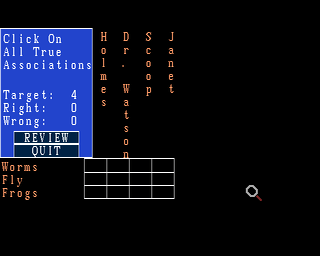 Click On
All True
Associations
Target: 4
Right: 0
Wrong: 0
REVIEW
QUIT
Holmes
Dr. Watson
Scoop
Janet
Worms
Fly
Frogs